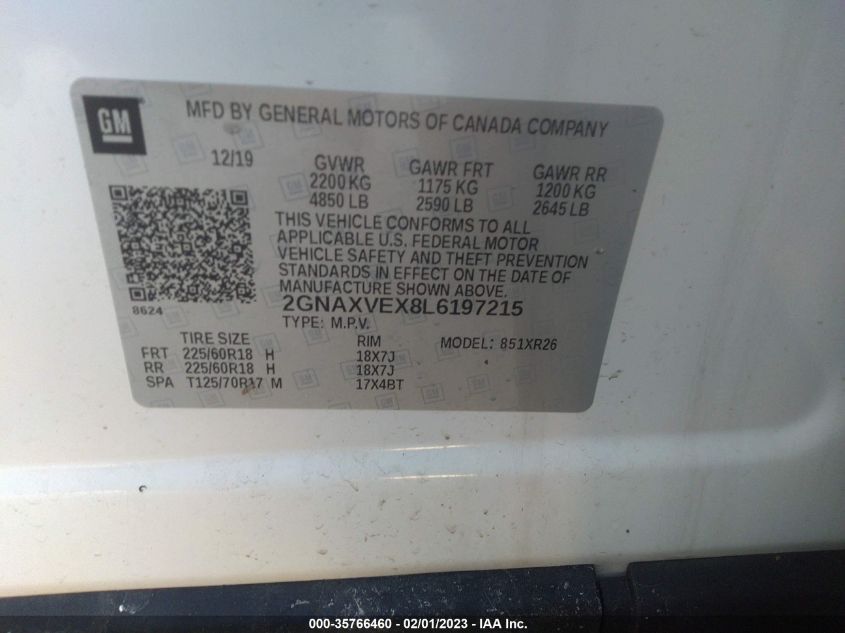 GM
MFD BY GENERAL MOTORS OF CANADA COMPANY
12/19 GVWR GAWR FRT GAWR RR
2200 KG 1175 KG 1200 KG
4850 LB 2590 LB 2645 LB
THIS VEHICLE CONFORMS TO ALL
APPLICABLE U.S. FEDERAL MOTOR
VEHICLE SAFETY AND THEFT PREVENTION
STANDARDS IN EFFECT ON THE DATE OF
MANUFACTURE SHOWN ABOVE.
8624 2GNAXVEX8L6197215
TYPE: M.P.V.
TIRE SIZE RIM MODEL: 851XR26
FRT 225/60R18 H 18X7J
RR 225/60R18 H 18X7J
SPA T125/70R17 M 17X4BT
000-35766460 - 02/01/2023 - IAA Inc.